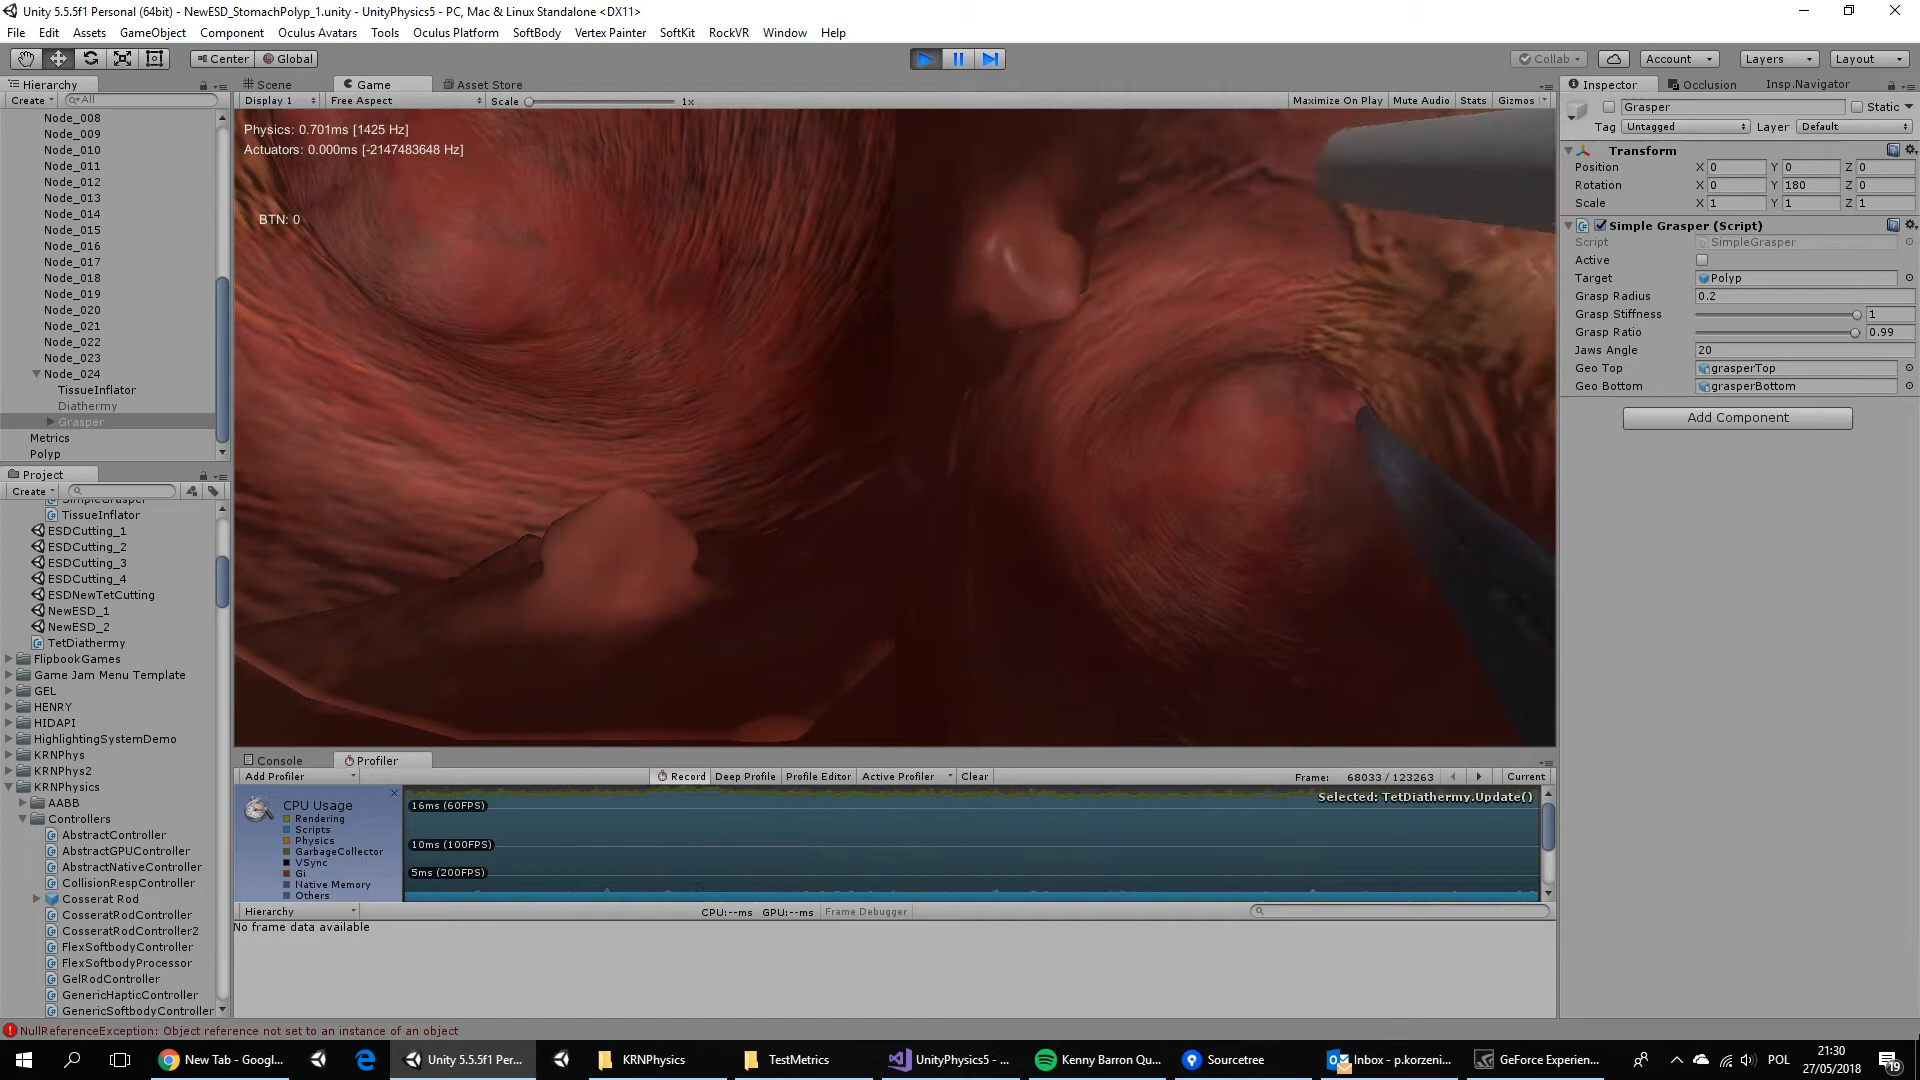 Unity 5.5.5f1 Personal (64bit) - NewESD_StomachPolyp_1.unity - UnityPhysics5 - PC, Mac & Linux Standalone <DX11>
File Edit Assets GameObject Component Oculus Avatars Tools Oculus Platform SoftBody Vertex Painter SoftKit RockVR Window Help
Center Global Collab Account Layers Layout
Hierarchy
Create All
Node_008
Node_009
Node_010
Node_011
Node_012
Node_013
Node_014
Node_015
Node_016
Node_017
Node_018
Node_019
Node_020
Node_021
Node_022
Node_023
Node_024
TissueInflator
Diathermy
Grasper
Metrics
Polyp
Project
Create
SimpleGrasper
TissueInflator
ESDCutting_1
ESDCutting_2
ESDCutting_3
ESDCutting_4
ESDNewTetCutting
NewESD_1
NewESD_2
TetDiathermy
FlipbookGames
Game Jam Menu Template
GEL
HENRY
HIDAPI
HighlightingSystemDemo
KRNPhys
KRNPhys2
KRNPhysics
AABB
Controllers
AbstractController
AbstractGPUController
AbstractNativeController
CollisionRespController
Cosserat Rod
CosseratRodController
CosseratRodController2
FlexSoftbodyController
FlexSoftbodyProcessor
GelRodController
GenericHapticController
GenericSoftbodyController
Scene Game Asset Store
Display 1 Free Aspect Scale 1x Maximize On Play Mute Audio Stats Gizmos
Physics: 0.701ms [1425 Hz]
Actuators: 0.000ms [-2147483648 Hz]
BTN: 0
Console Profiler
Add Profiler Record Deep Profile Profiler Editor Active Profiler Clear Frame: 68033 / 123263 Current
CPU Usage
Rendering
Scripts
Physics
GarbageCollector
VSync
Gi
Native Memory
Others
16ms (60FPS)
10ms (100FPS)
5ms (200FPS)
Selected: TetDiathermy.Update()
Hierarchy CPU:--ms GPU:--ms Frame Debugger
No frame data available
Inspector Occlusion Insp.Navigator
Grasper Static
Tag Untagged Layer Default
Transform
Position X 0 Y 0 Z 0
Rotation X 0 Y 180 Z 0
Scale X 1 Y 1 Z 1
Simple Grasper (Script)
Script SimpleGrasper
Active
Target Polyp
Grasp Radius 0.2
Grasp Stiffness 1
Grasp Ratio 0.99
Jaws Angle 20
Geo Top grasperTop
Geo Bottom grasperBottom
Add Component
NullReferenceException: Object reference not set to an instance of an object
New Tab - Googl... Unity 5.5.5f1 Per... KRNPhysics TestMetrics UnityPhysics5 - ... Kenny Barron Qu... Sourcetree Inbox - p.korzeni... GeForce Experien... POL
21:30
27/05/2018
19